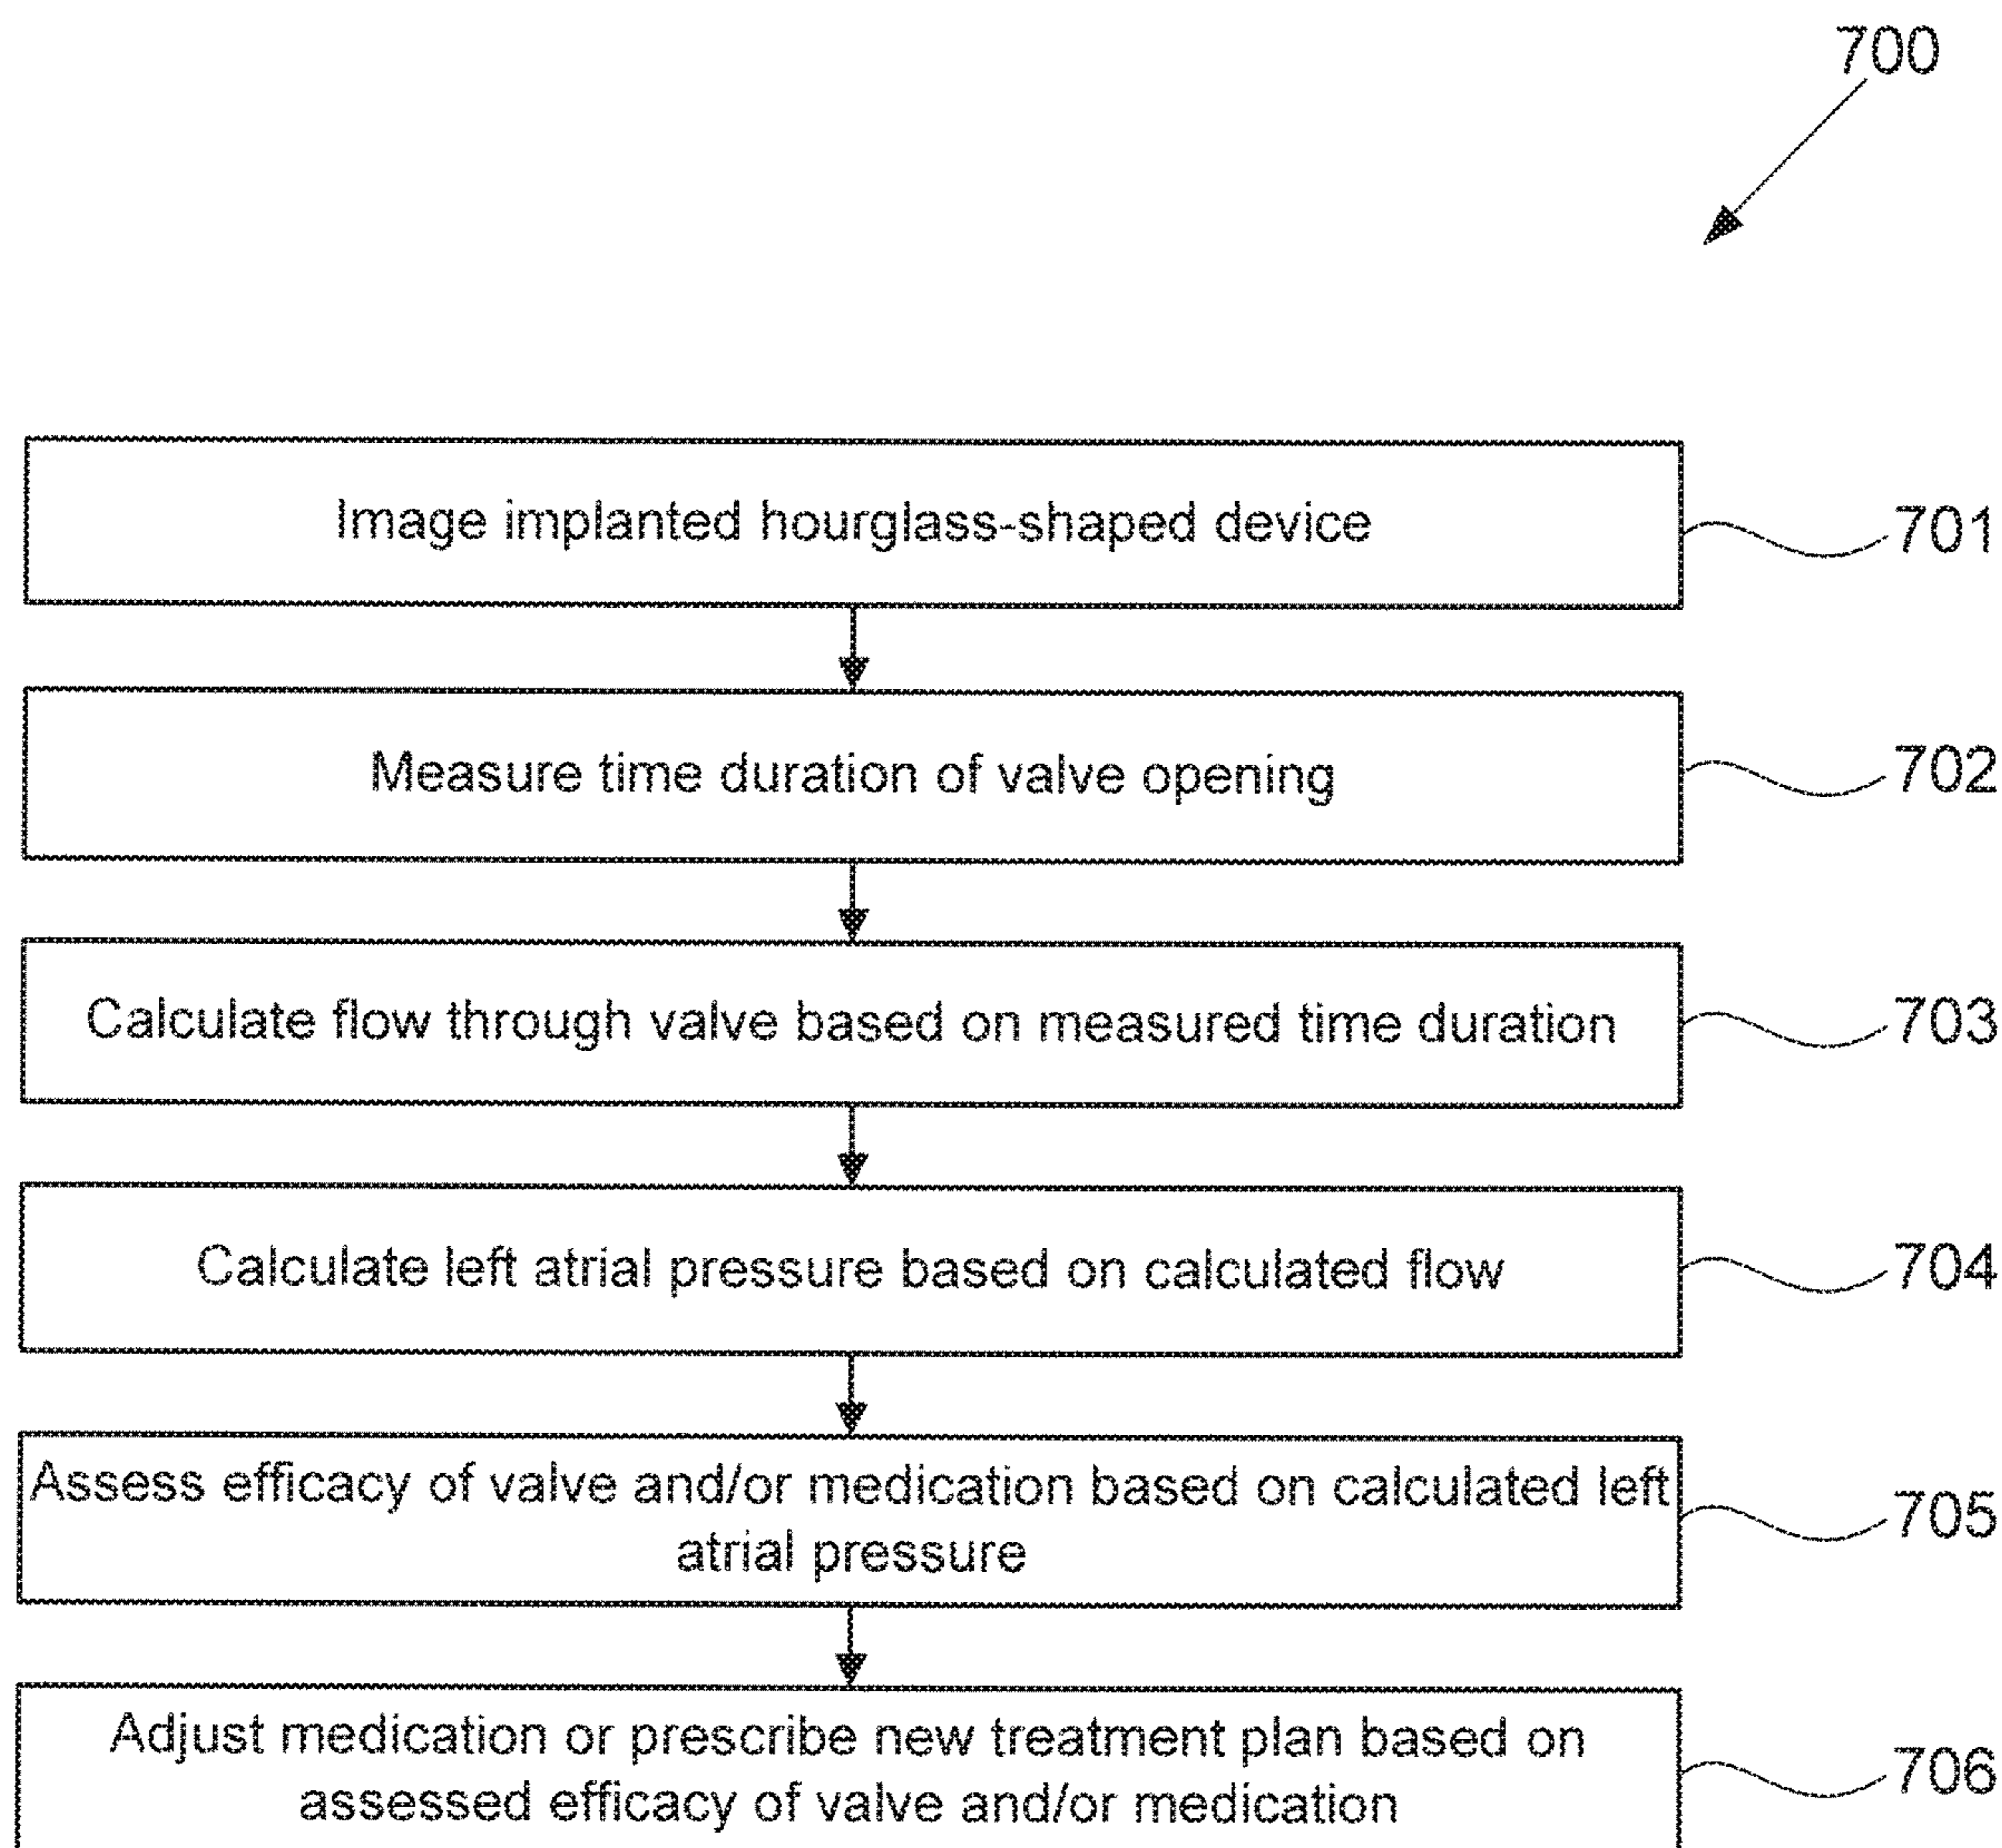 700
Image implanted hourglass-shaped device
701
Measure time duration of valve opening
702
Calculate flow through valve based on measured time duration
703
Calculate left atrial pressure based on calculated flow
704
Assess efficacy of valve and/or medication based on calculated left
atrial pressure
705
Adjust medication or prescribe new treatment plan based on
assessed efficacy of valve and/or medication
706